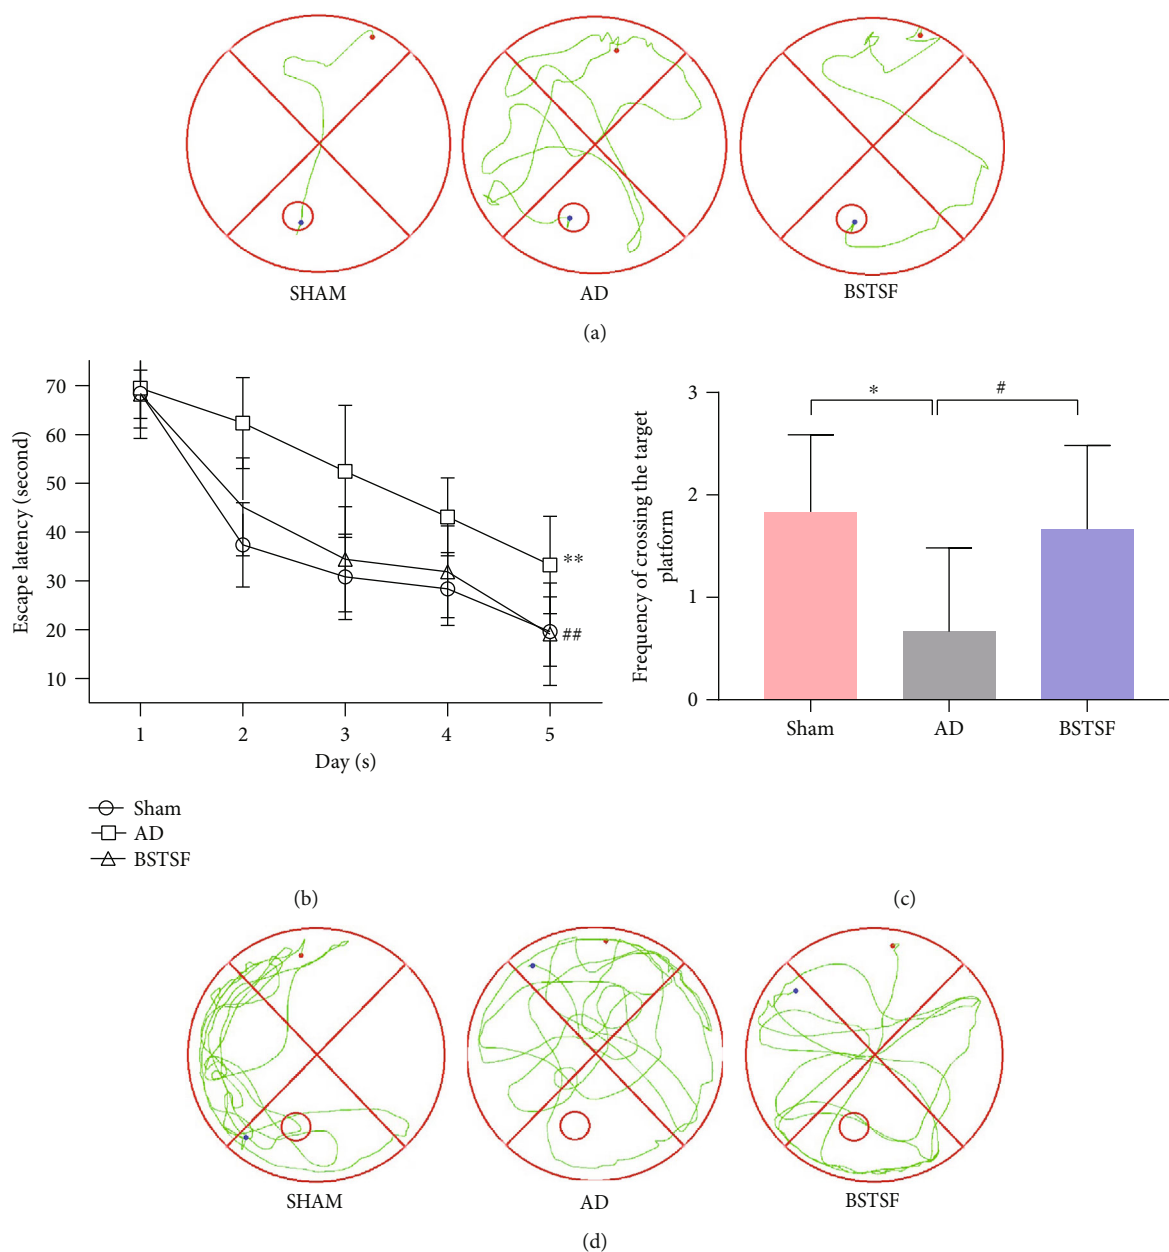 SHAM
AD
BSTSF
(a)
70
60
50
40
30
20
10
Escape latency (second)
**
##
1 2 3 4 5
Day (s)
Sham
AD
BSTSF
(b)
3
2
1
0
Frequency of crossing the target
platform
*
#
Sham AD BSTSF
(c)
SHAM
AD
BSTSF
(d)